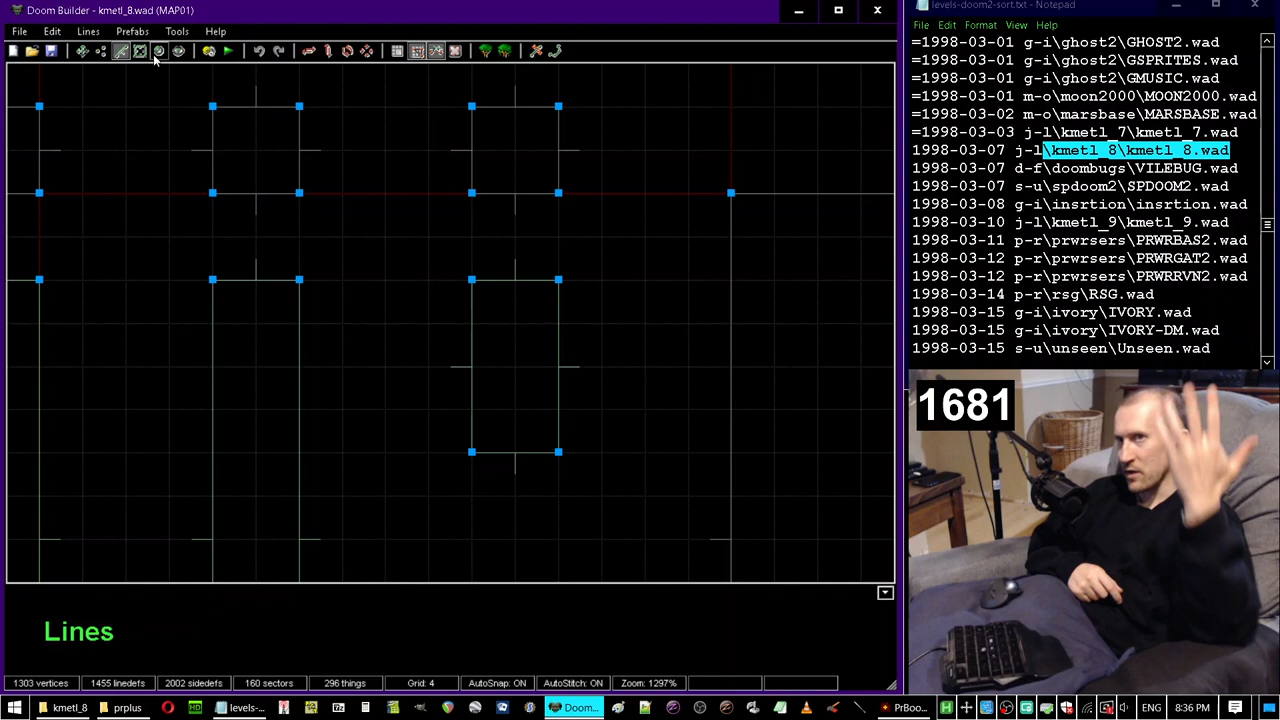 Doom Builder - kmetl_8.wad (MAP01)
File Edit Lines Prefabs Tools Help
Lines
1303 vertices 1455 linedefs 2002 sidedefs 160 sectors 296 things Grid: 4 AutoSnap: ON AutoStitch: ON Zoom: 1297%
levels-doom2-sort.txt - Notepad
File Edit Format View Help
=1998-03-01 g-i\ghost2\GHOST2.wad
=1998-03-01 g-i\ghost2\GSPRITES.wad
=1998-03-01 g-i\ghost2\GMUSIC.wad
=1998-03-01 m-o\moon2000\MOON2000.wad
=1998-03-02 m-o\marsbase\MARSBASE.wad
=1998-03-03 j-l\kmetl_7\kmetl_7.wad
1998-03-07 j-l\kmetl_8\kmetl_8.wad
1998-03-07 d-f\doombugs\VILEBUG.wad
1998-03-07 s-u\spdoom2\SPDOOM2.wad
1998-03-08 g-i\insrtion\insrtion.wad
1998-03-10 j-l\kmetl_9\kmetl_9.wad
1998-03-11 p-r\prwrsers\PRWRBAS2.wad
1998-03-12 p-r\prwrsers\PRWRGAT2.wad
1998-03-12 p-r\prwrsers\PRWRRVN2.wad
1998-03-14 p-r\rsg\RSG.wad
1998-03-15 g-i\ivory\IVORY.wad
1998-03-15 g-i\ivory\IVORY-DM.wad
1998-03-15 s-u\unseen\Unseen.wad
1681
kmetl_8 prplus HD levels-... Doom... PrBoo... ENG 8:36 PM